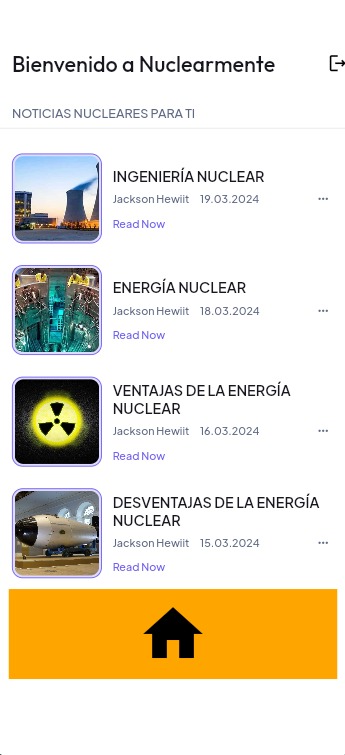 Bienvenido a Nuclearmente
NOTICIAS NUCLEARES PARA TI
INGENIERÍA NUCLEAR
Jackson Hewiit 19.03.2024
Read Now
ENERGÍA NUCLEAR
Jackson Hewiit 18.03.2024
Read Now
VENTAJAS DE LA ENERGÍA
NUCLEAR
Jackson Hewiit 16.03.2024
Read Now
DESVENTAJAS DE LA ENERGÍA
NUCLEAR
Jackson Hewiit 15.03.2024
Read Now